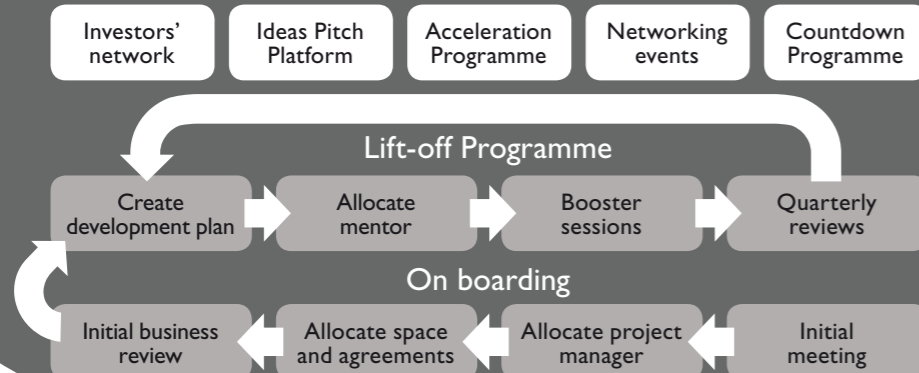 Investors'
network
Ideas Pitch
Platform
Acceleration
Programme
Networking
events
Countdown
Programme
Lift-off Programme
Create
development plan
Allocate
mentor
Booster
sessions
Quarterly
reviews
On boarding
Initial business
review
Allocate space
and agreements
Allocate project
manager
Initial
meeting